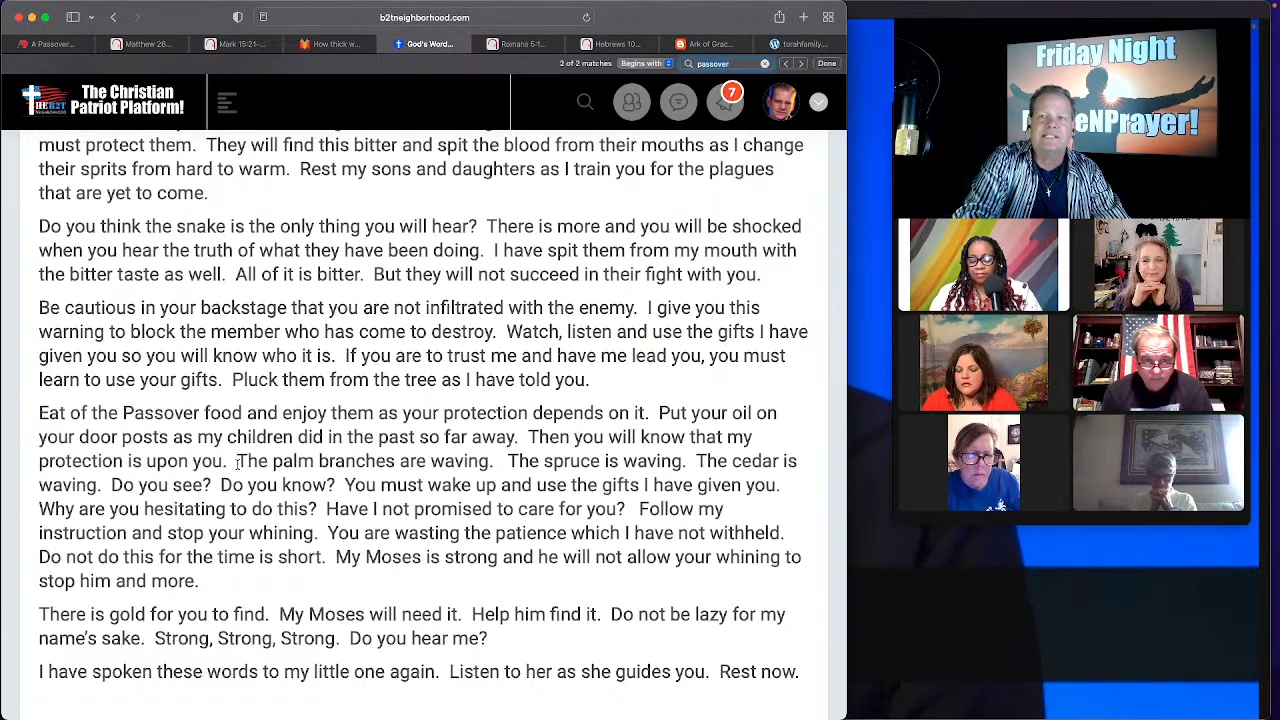 b2tneighborhood.com
A Passover...
Matthew 26...
Mark 15:21-...
How thick w...
God's Word...
Romans 5:1...
Hebrews 10...
Ark of Grac...
torahfamily...
2 of 2 matches
Begins with
passover
Done
THE B2T
NEIGHBORHOOD
The Christian
Patriot Platform!
7
must protect them.  They will find this bitter and spit the blood from their mouths as I change
their sprits from hard to warm.  Rest my sons and daughters as I train you for the plagues
that are yet to come.
Do you think the snake is the only thing you will hear?  There is more and you will be shocked
when you hear the truth of what they have been doing.  I have spit them from my mouth with
the bitter taste as well.  All of it is bitter.  But they will not succeed in their fight with you.
Be cautious in your backstage that you are not infiltrated with the enemy.  I give you this
warning to block the member who has come to destroy.  Watch, listen and use the gifts I have
given you so you will know who it is.  If you are to trust me and have me lead you, you must
learn to use your gifts.  Pluck them from the tree as I have told you.
Eat of the Passover food and enjoy them as your protection depends on it.  Put your oil on
your door posts as my children did in the past so far away.  Then you will know that my
protection is upon you.  The palm branches are waving.   The spruce is waving.  The cedar is
waving.  Do you see?  Do you know?  You must wake up and use the gifts I have given you.
Why are you hesitating to do this?  Have I not promised to care for you?   Follow my
instruction and stop your whining.  You are wasting the patience which I have not withheld.
Do not do this for the time is short.  My Moses is strong and he will not allow your whining to
stop him and more.
There is gold for you to find.  My Moses will need it.  Help him find it.  Do not be lazy for my
name's sake.  Strong, Strong, Strong.  Do you hear me?
I have spoken these words to my little one again.  Listen to her as she guides you.  Rest now.
Friday Night
NPrayer!